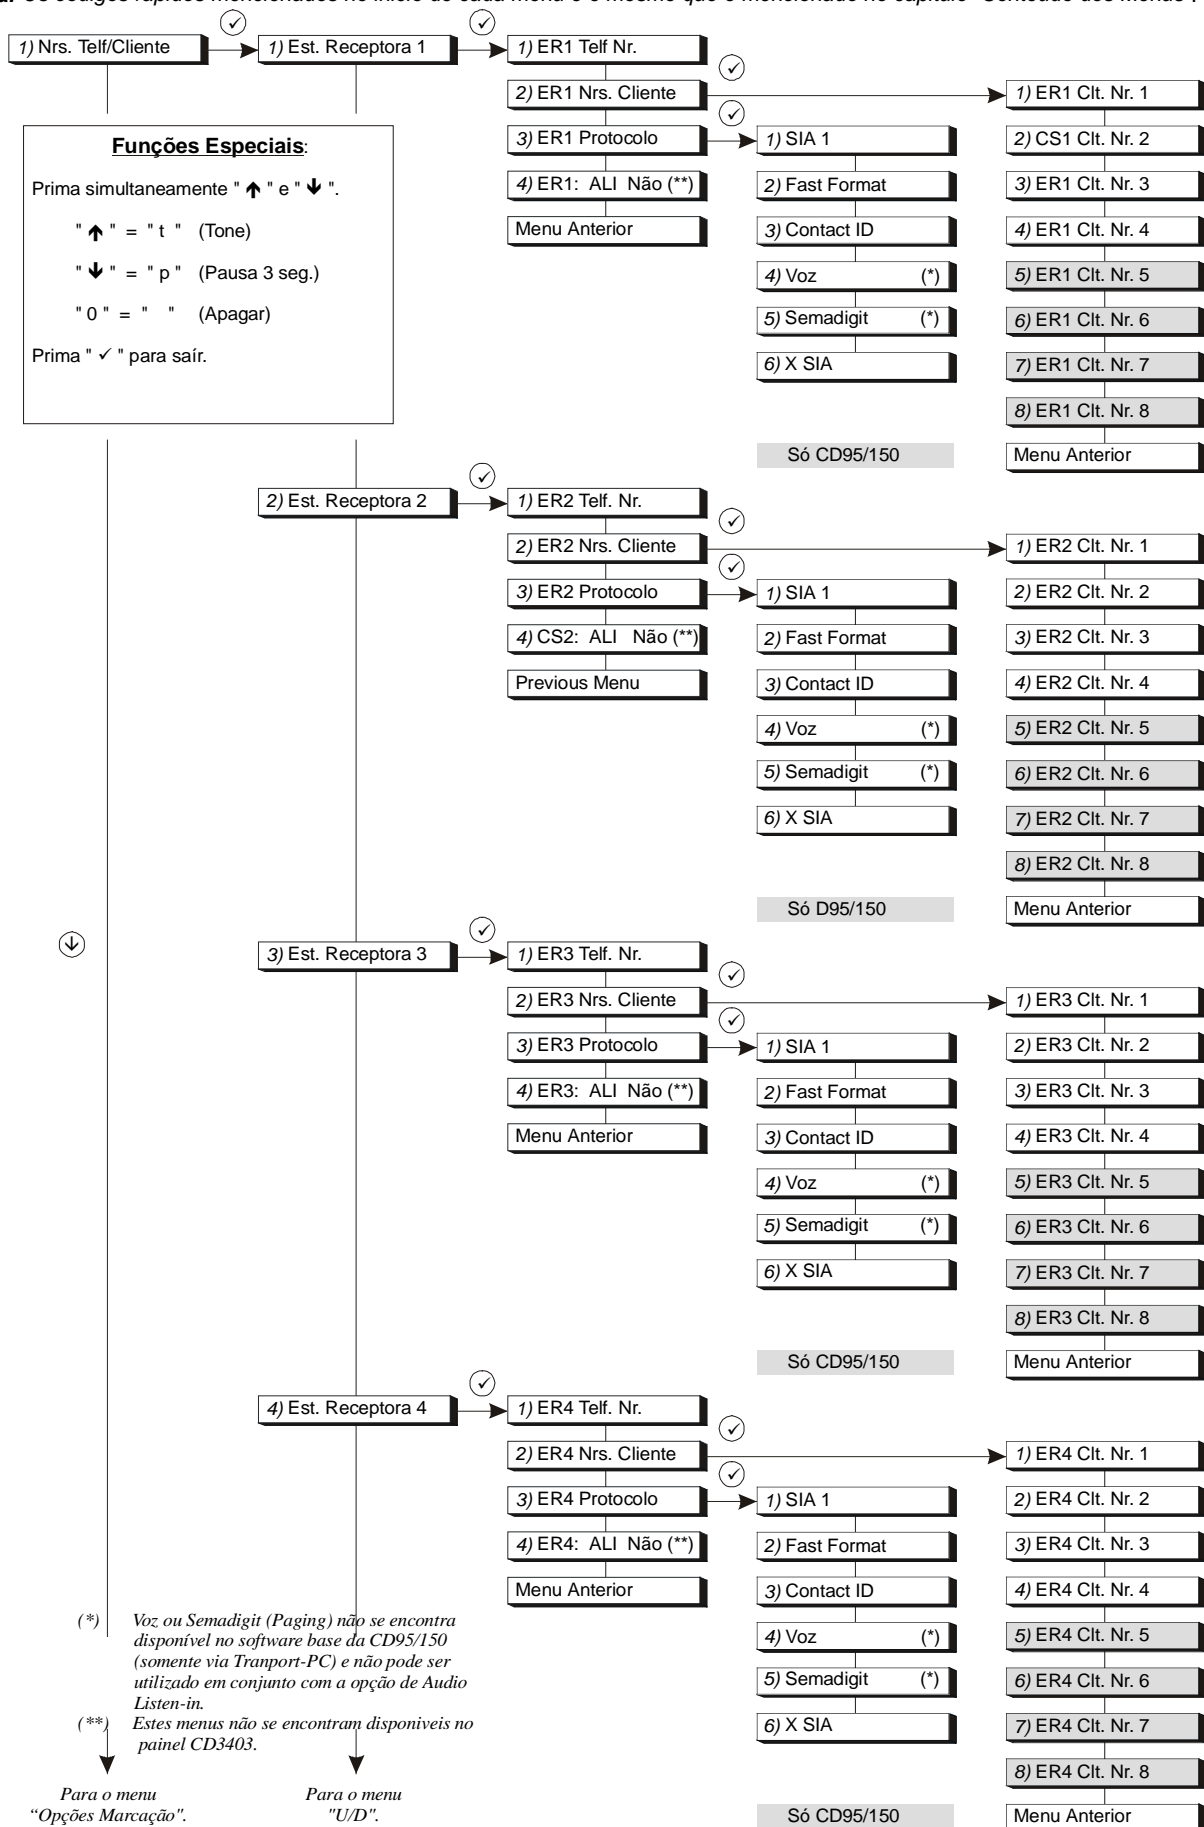 a: Os códigos rápidos mencionados no inicio de cada menu é o mesmo que o mencionado no capitulo "Conteúdo dos Menus".
1) Nrs. Telf/Cliente
1) Est. Receptora 1
1) ER1 Telf Nr.
2) ER1 Nrs. Cliente
3) ER1 Protocolo
4) ER1: ALI Não (**)
Menu Anterior
1) SIA 1
2) Fast Format
3) Contact ID
4) Voz (*)
5) Semadigit (*)
6) X SIA
Só CD95/150
1) ER1 Clt. Nr. 1
2) CS1 Clt. Nr. 2
3) ER1 Clt. Nr. 3
4) ER1 Clt. Nr. 4
5) ER1 Clt. Nr. 5
6) ER1 Clt. Nr. 6
7) ER1 Clt. Nr. 7
8) ER1 Clt. Nr. 8
Menu Anterior
Funções Especiais:
Prima simultaneamente " ↑ " e " ↓ ".
" ↑ " = " t " (Tone)
" ↓ " = " p " (Pausa 3 seg.)
" 0 " = "   " (Apagar)
Prima " ✓ " para saír.
2) Est. Receptora 2
1) ER2 Telf. Nr.
2) ER2 Nrs. Cliente
3) ER2 Protocolo
4) CS2: ALI Não (**)
Previous Menu
1) SIA 1
2) Fast Format
3) Contact ID
4) Voz (*)
5) Semadigit (*)
6) X SIA
Só D95/150
1) ER2 Clt. Nr. 1
2) ER2 Clt. Nr. 2
3) ER2 Clt. Nr. 3
4) ER2 Clt. Nr. 4
5) ER2 Clt. Nr. 5
6) ER2 Clt. Nr. 6
7) ER2 Clt. Nr. 7
8) ER2 Clt. Nr. 8
Menu Anterior
3) Est. Receptora 3
1) ER3 Telf. Nr.
2) ER3 Nrs. Cliente
3) ER3 Protocolo
4) ER3: ALI Não (**)
Menu Anterior
1) SIA 1
2) Fast Format
3) Contact ID
4) Voz (*)
5) Semadigit (*)
6) X SIA
Só CD95/150
1) ER3 Clt. Nr. 1
2) ER3 Clt. Nr. 2
3) ER3 Clt. Nr. 3
4) ER3 Clt. Nr. 4
5) ER3 Clt. Nr. 5
6) ER3 Clt. Nr. 6
7) ER3 Clt. Nr. 7
8) ER3 Clt. Nr. 8
Menu Anterior
4) Est. Receptora 4
1) ER4 Telf. Nr.
2) ER4 Nrs. Cliente
3) ER4 Protocolo
4) ER4: ALI Não (**)
Menu Anterior
1) SIA 1
2) Fast Format
3) Contact ID
4) Voz (*)
5) Semadigit (*)
6) X SIA
Só CD95/150
1) ER4 Clt. Nr. 1
2) ER4 Clt. Nr. 2
3) ER4 Clt. Nr. 3
4) ER4 Clt. Nr. 4
5) ER4 Clt. Nr. 5
6) ER4 Clt. Nr. 6
7) ER4 Clt. Nr. 7
8) ER4 Clt. Nr. 8
Menu Anterior
(*) Voz ou Semadigit (Paging) não se encontra
disponível no software base da CD95/150
(somente via Tranport-PC) e não pode ser
utilizado em conjunto com a opção de Audio
Listen-in.
(**) Estes menus não se encontram disponiveis no
painel CD3403.
Para o menu
“Opções Marcação".
Para o menu
"U/D".